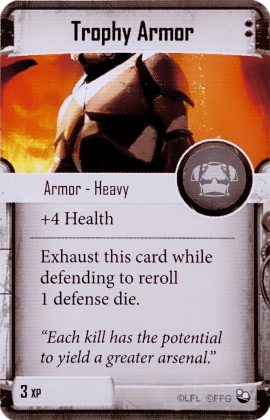 Trophy Armor
Armor - Heavy
+4 Health
Exhaust this card while
defending to reroll
1 defense die.
“Each kill has the potential
to yield a greater arsenal.”
3 XP
©LFL ©FFG